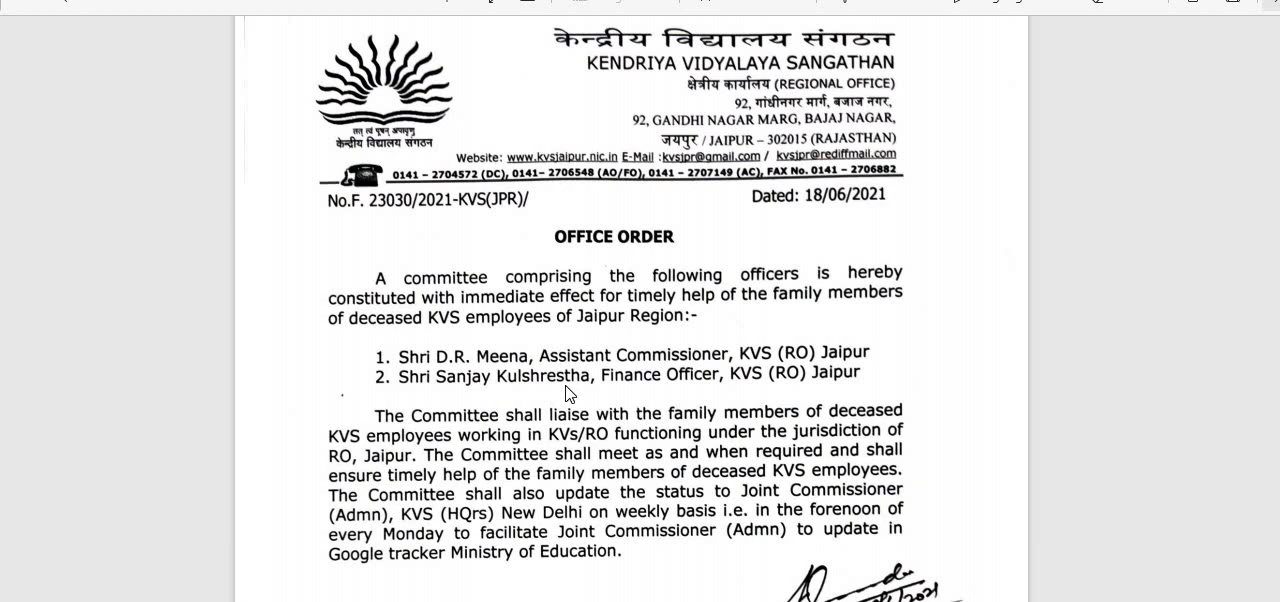 केन्द्रीय विद्यालय संगठन
KENDRIYA VIDYALAYA SANGATHAN
क्षेत्रीय कार्यालय (REGIONAL OFFICE)
92, गांधीनगर मार्ग, बजाज नगर,
92, GANDHI NAGAR MARG, BAJAJ NAGAR,
तत् त्वं पूषन् अपावृणु
जयपुर / JAIPUR – 302015 (RAJASTHAN)
केन्द्रीय विद्यालय संगठन
Website: www.kvsjaipur.nic.in E-Mail :kvsjpr@gmail.com / kvsjpr@rediffmail.com
0141 – 2704572 (DC), 0141– 2706548 (AO/FO), 0141 – 2707149 (AC), FAX No. 0141 – 2706882
No.F. 23030/2021-KVS(JPR)/ Dated: 18/06/2021
OFFICE ORDER
A committee comprising the following officers is hereby
constituted with immediate effect for timely help of the family members
of deceased KVS employees of Jaipur Region:-
1. Shri D.R. Meena, Assistant Commissioner, KVS (RO) Jaipur
2. Shri Sanjay Kulshrestha, Finance Officer, KVS (RO) Jaipur
The Committee shall liaise with the family members of deceased
KVS employees working in KVs/RO functioning under the jurisdiction of
RO, Jaipur. The Committee shall meet as and when required and shall
ensure timely help of the family members of deceased KVS employees.
The Committee shall also update the status to Joint Commissioner
(Admn), KVS (HQrs) New Delhi on weekly basis i.e. in the forenoon of
every Monday to facilitate Joint Commissioner (Admn) to update in
Google tracker Ministry of Education.